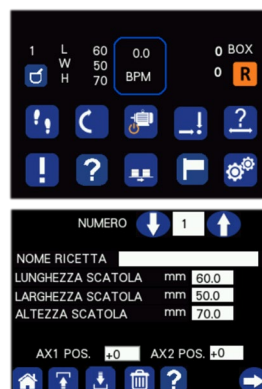 1 L 60 0.0 0 BOX
W 50
H 70 BPM 0 R
?
! ?
NUMERO 1
NOME RICETTA
LUNGHEZZA SCATOLA mm 60.0
LARGHEZZA SCATOLA mm 50.0
ALTEZZA SCATOLA mm 70.0
AX1 POS. +0 AX2 POS. +0
?